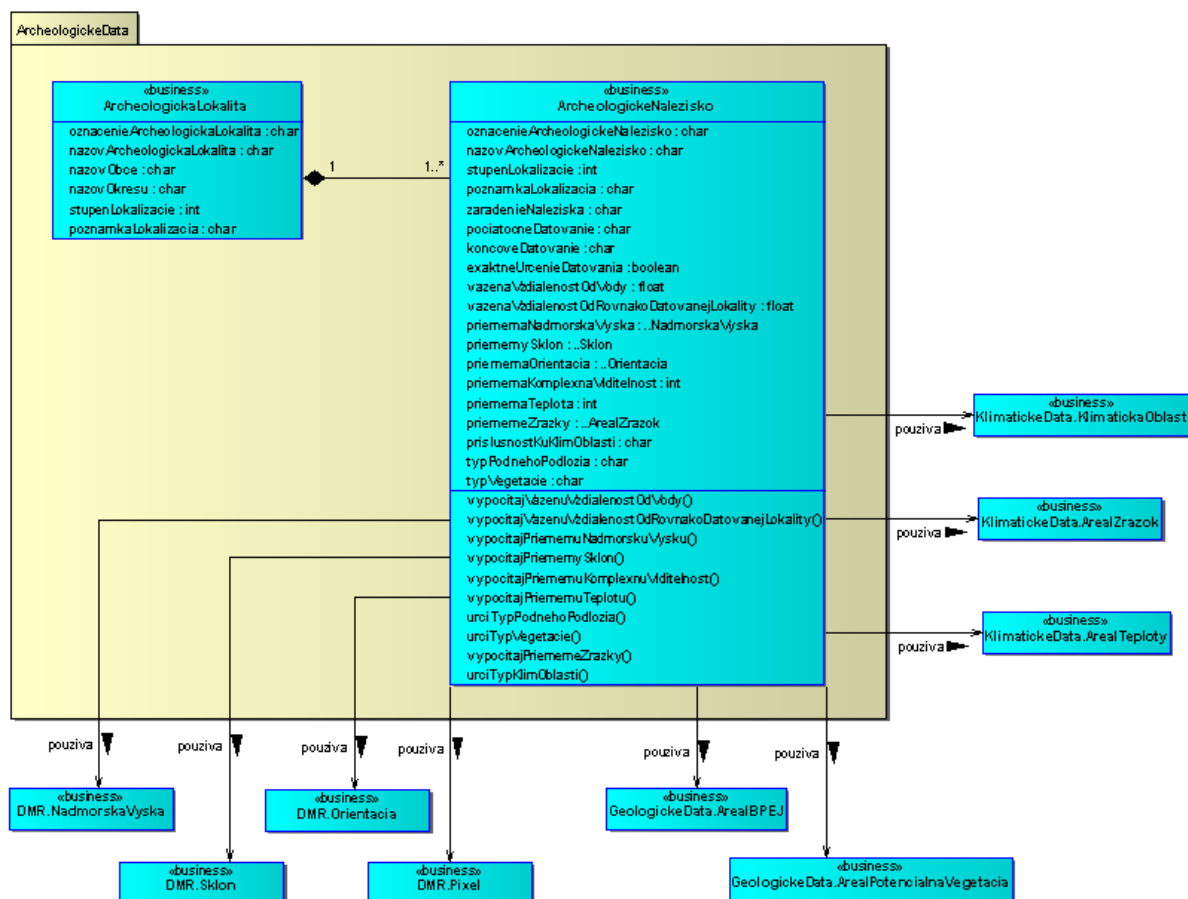 ArcheologickeData
«business»
ArcheologickaLokalita
oznacenieArcheologickaLokalita : char
nazovArcheologickaLokalita : char
nazovObce : char
nazovOkresu : char
stupenLokalizacie : int
poznamkaLokalizacia : char
1
1..*
«business»
ArcheologickeNalezisko
oznacenieArcheologickeNalezisko : char
nazovArcheologickeNalezisko : char
stupenLokalizacie : int
poznamkaLokalizacia : char
zaradenieNaleziska : char
pociatocneDatovanie : char
koncoveDatovanie : char
exaktneUrcenieDatovania : boolean
vazenaVzdialenostOdVody : float
vazenaVzdialenostOdRovnakoDatovanejLokality : float
priemernaNadmorskaVyska : ..NadmorskaVyska
priemernySklon : ..Sklon
priemernaOrientacia : ..Orientacia
priemernaKomplexnaViditelnost : int
priemernaTeplota : int
priemerneZrazky : ..ArealZrazok
prislusnostKuKlimOblasti : char
typPodnehoPodlozia : char
typVegetacie : char
vypocitajVazenuVzdialenostOdVody()
vypocitajVazenuVzdialenostOdRovnakoDatovanejLokality()
vypocitajPriemernuNadmorskuVysku()
vypocitajPriemernySklon()
vypocitajPriemernuKomplexnuViditelnost()
vypocitajPriemernuTeplotu()
urciTypPodnehoPodlozia()
urciTypVegetacie()
vypocitajPriemerneZrazky()
urciTypKlimOblasti()
«business»
KlimatickeData.KlimatickaOblast
pouziva
«business»
KlimatickeData.ArealZrazok
pouziva
«business»
KlimatickeData.ArealTeploty
pouziva
pouziva
pouziva
pouziva
pouziva
pouziva
pouziva
«business»
DMR.NadmorskaVyska
«business»
DMR.Orientacia
«business»
GeologickeData.ArealBPEJ
«business»
DMR.Sklon
«business»
DMR.Pixel
«business»
GeologickeData.ArealPotencialnaVegetacia